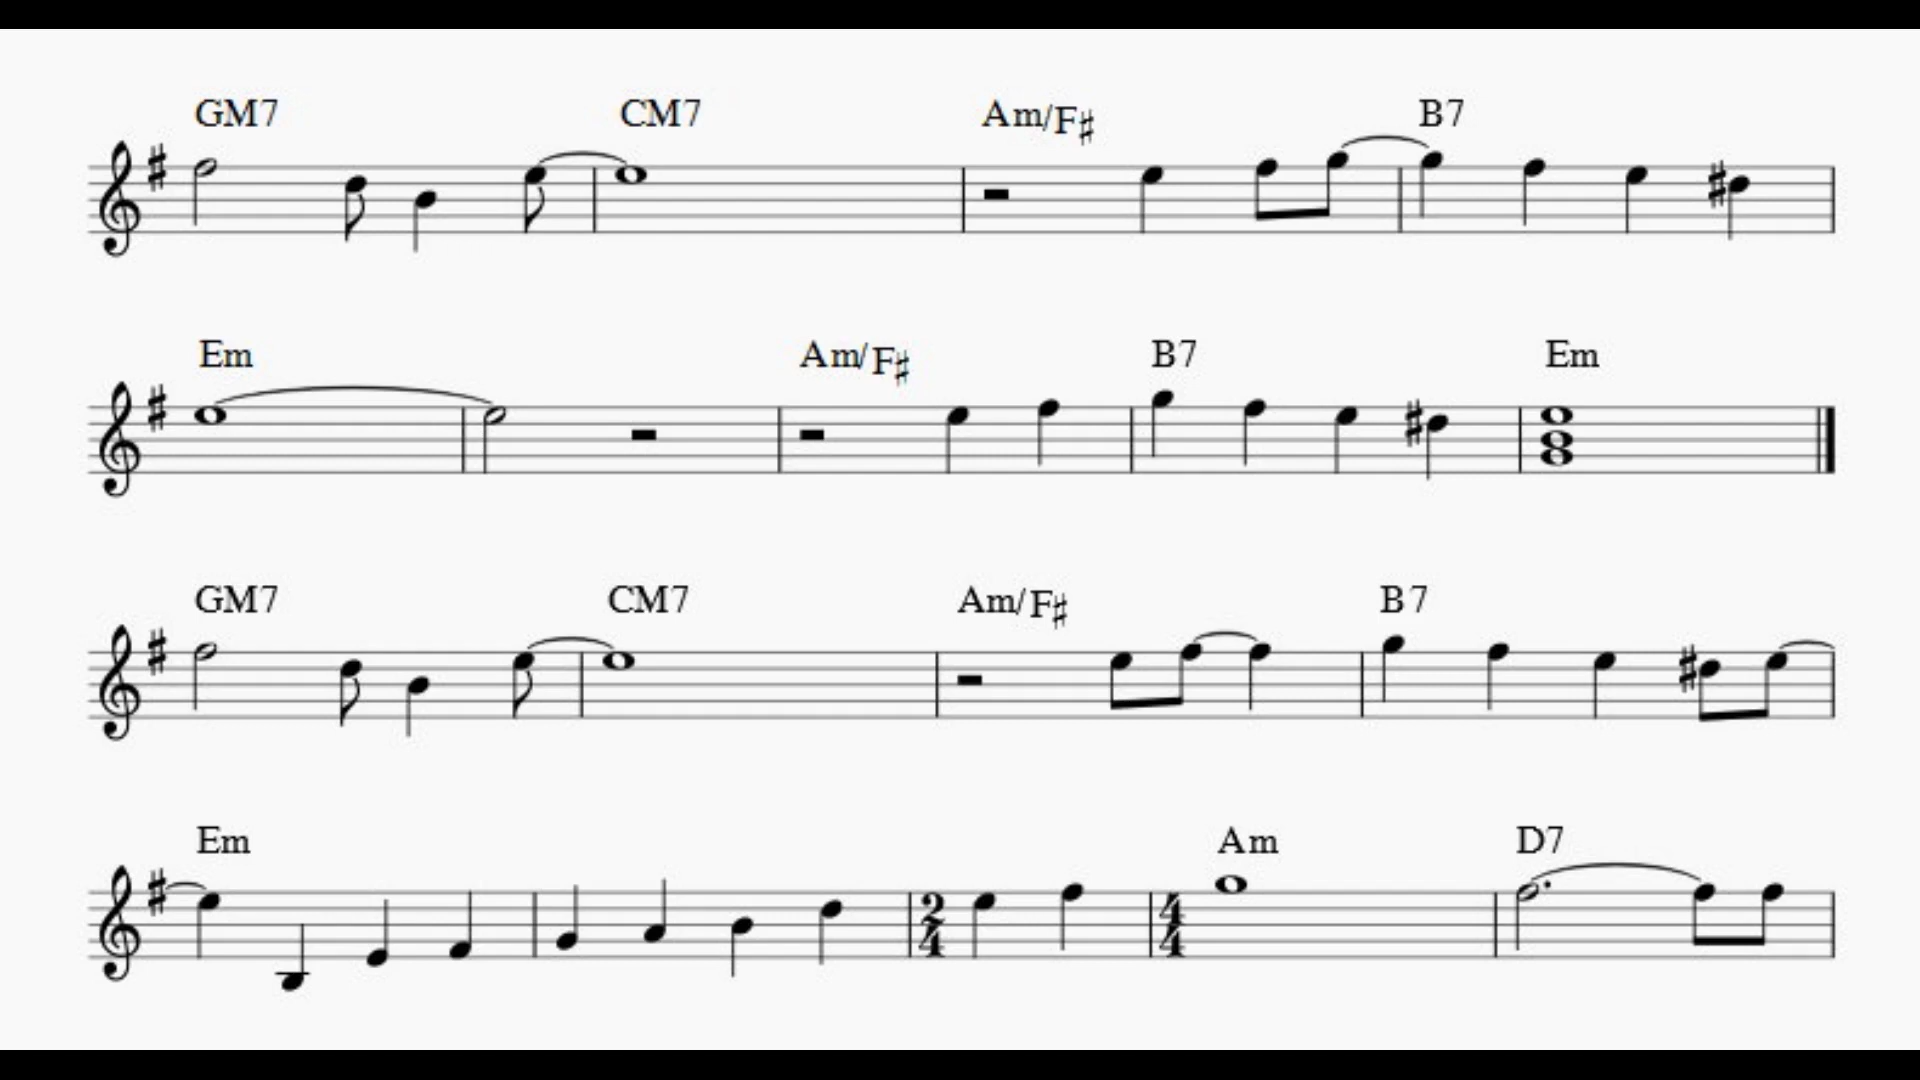 GM7 CM7 Am/F♯ B7
Em Am/F♯ B7 Em
GM7 CM7 Am/F♯ B7
Em Am D7
2 4
4 4